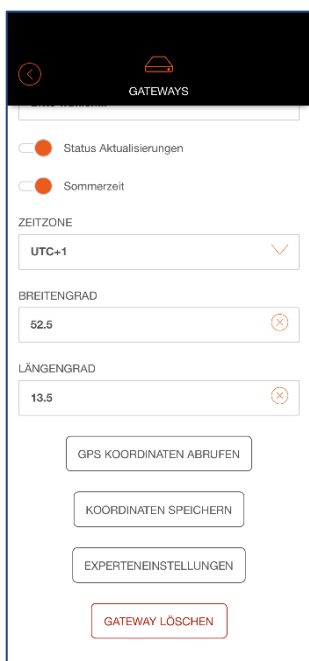 GATEWAYS
Status Aktualisierungen
Sommerzeit
ZEITZONE
UTC+1
BREITENGRAD
52.5
LÄNGENGRAD
13.5
GPS KOORDINATEN ABRUFEN
KOORDINATEN SPEICHERN
EXPERTENEINSTELLUNGEN
GATEWAY LÖSCHEN